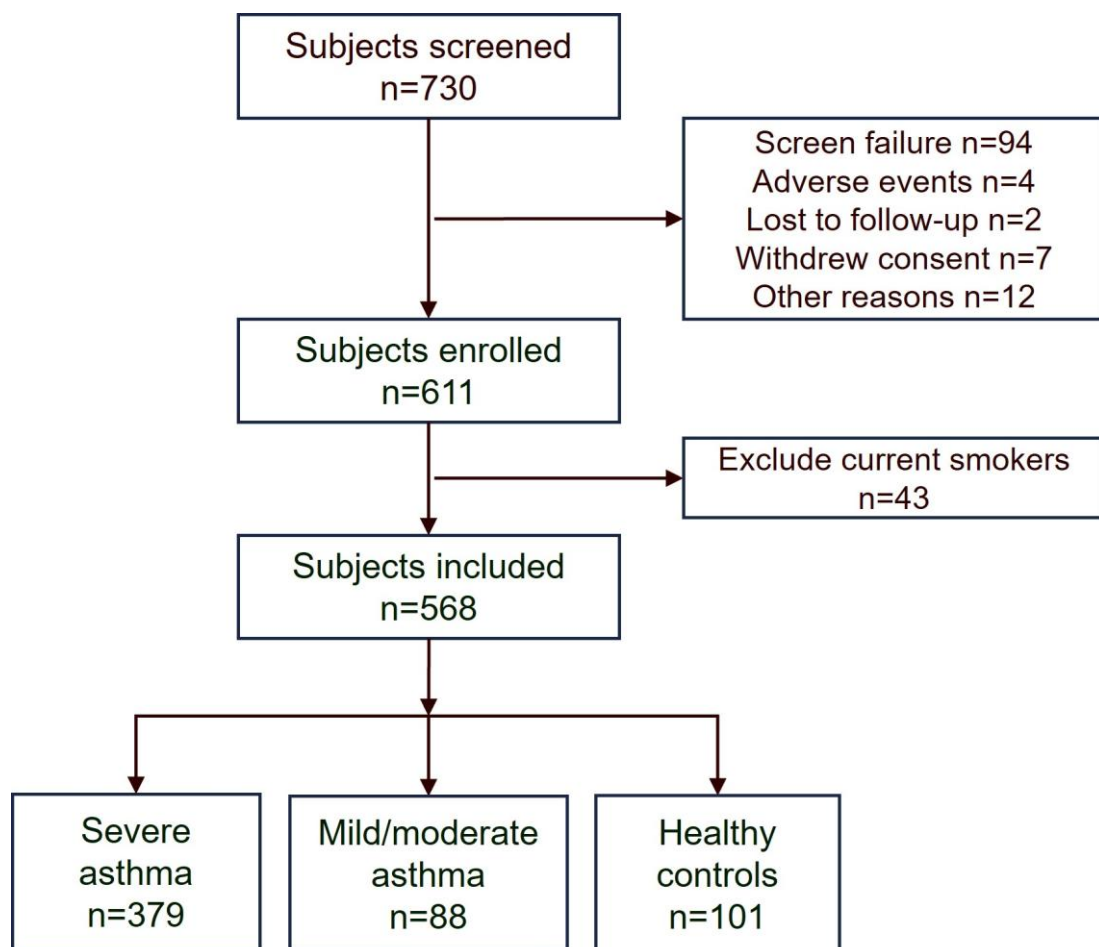 Subjects screened
n=730
Screen failure n=94
Adverse events n=4
Lost to follow-up n=2
Withdrew consent n=7
Other reasons n=12
Subjects enrolled
n=611
Exclude current smokers
n=43
Subjects included
n=568
Severe
asthma
n=379
Mild/moderate
asthma
n=88
Healthy
controls
n=101